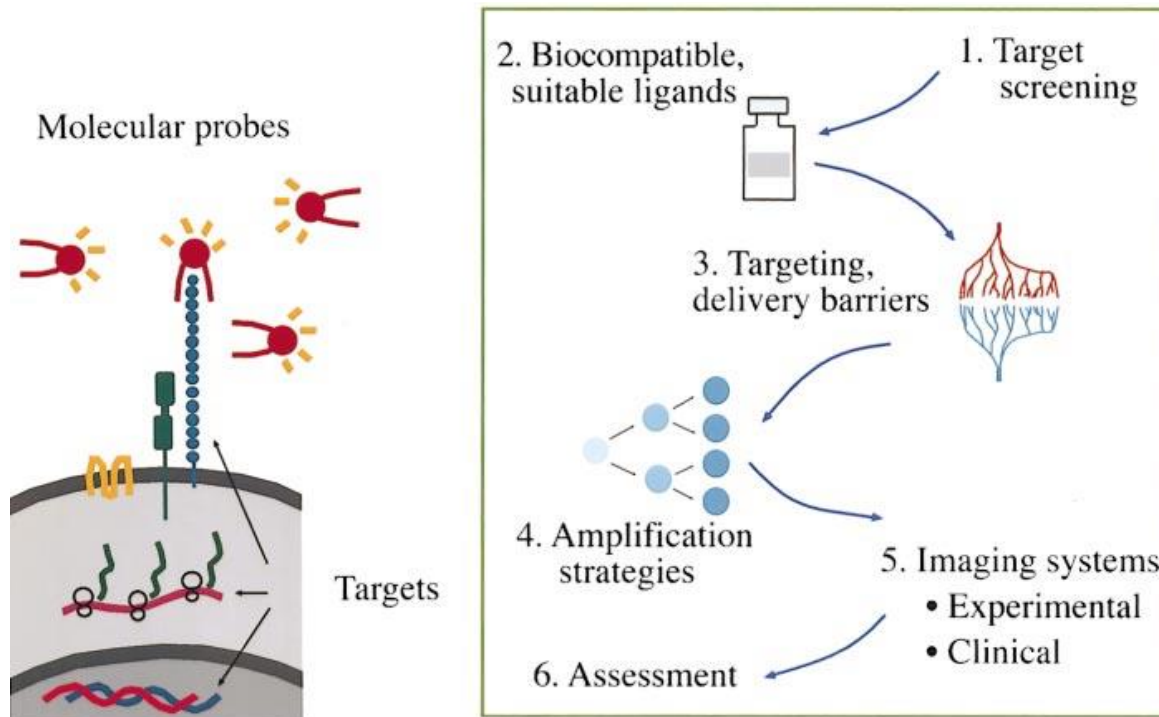 Molecular probes
Targets
1. Target
screening
2. Biocompatible,
suitable ligands
3. Targeting,
delivery barriers
4. Amplification
strategies
5. Imaging systems
• Experimental
• Clinical
6. Assessment